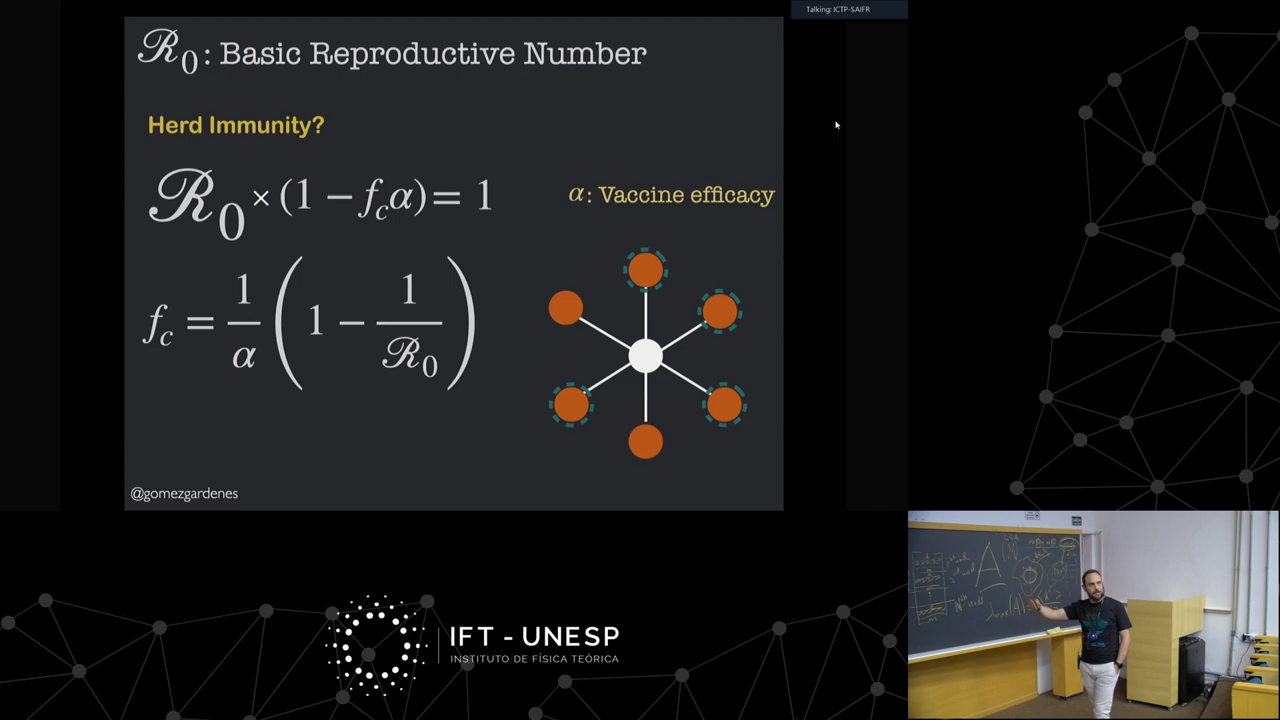 Talking: ICTP-SAIFR
ℛ₀: Basic Reproductive Number
Herd Immunity?
ℛ₀ × (1 − f_c α) = 1
α: Vaccine efficacy
f_c = 1/α (1 − 1/ℛ₀)
@gomezgardenes
IFT - UNESP
INSTITUTO DE FÍSICA TEÓRICA
A